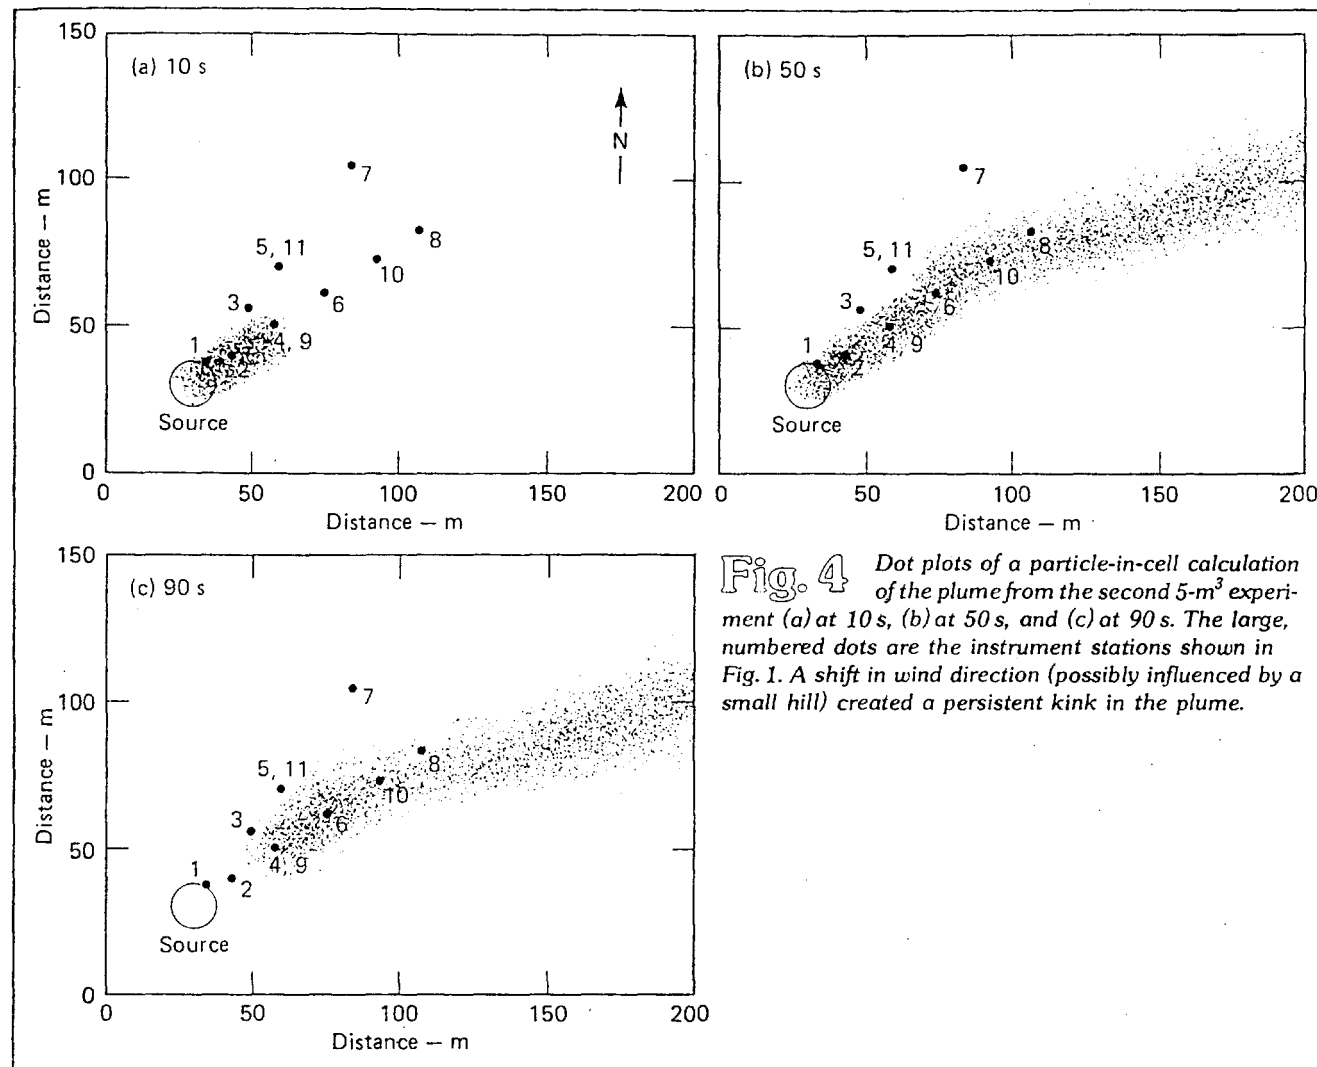 150
(a) 10 s
N
7
100
5, 11
8
10
3
6
50
1
4, 9
2
Source
0
0 50 100 150 200
Distance — m
Distance — m
(b) 50 s
7
5, 11
8
10
3
6
1
4 9
2
Source
0 50 100 150 200
Distance — m
150
(c) 90 s
7
100
5, 11
8
10
3
6
50
4, 9
1
2
Source
0
0 50 100 150 200
Distance — m
Distance — m
Fig. 4 Dot plots of a particle-in-cell calculation
of the plume from the second 5-m³ experi-
ment (a) at 10 s, (b) at 50 s, and (c) at 90 s. The large,
numbered dots are the instrument stations shown in
Fig. 1. A shift in wind direction (possibly influenced by a
small hill) created a persistent kink in the plume.